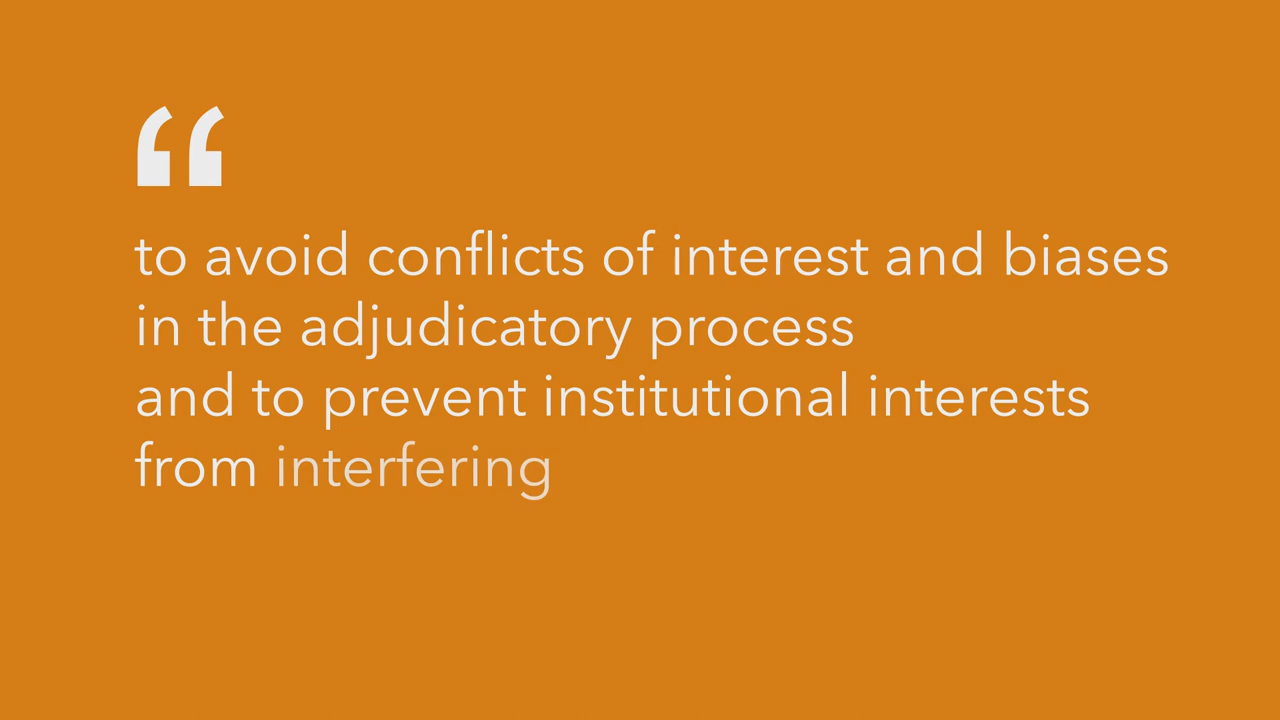 “
to avoid conflicts of interest and biases
in the adjudicatory process
and to prevent institutional interests
from interfering